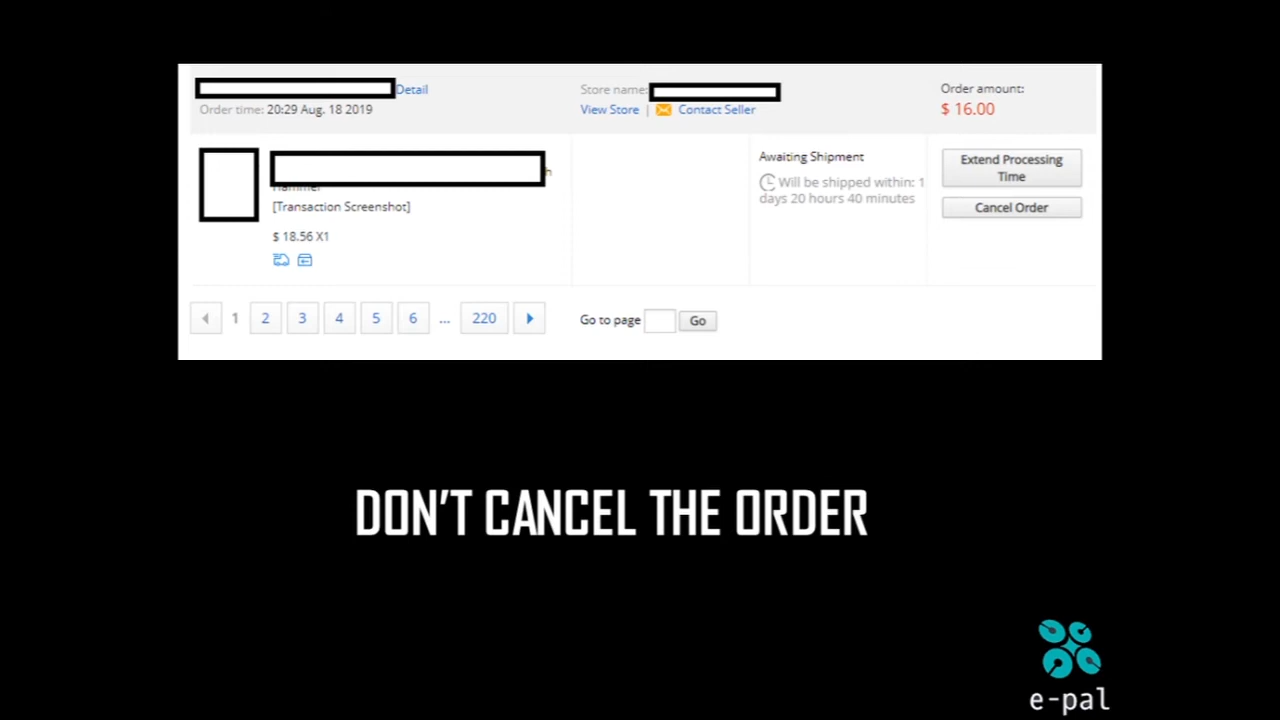 Detail
Order time: 20:29 Aug. 18 2019
Store name:
View Store | Contact Seller
Order amount:
$ 16.00
h
Hammer
[Transaction Screenshot]
$ 18.56 X1
Awaiting Shipment
Will be shipped within: 1
days 20 hours 40 minutes
Extend Processing
Time
Cancel Order
1 2 3 4 5 6 ... 220 Go to page Go
DON'T CANCEL THE ORDER
e-pal